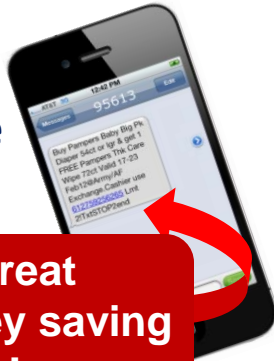 AT&T
12:42 PM
Messages
95613
Edit
Buy Pampers Baby Big Pk
Diaper 54ct or lgr & get 1
FREE Pampers Thk Care
Wipe 72ct Valid 17-23
Feb12@Army/AF
Exchange.Cashier use
612759256265 Lmt
2!TxtSTOP2end
reat
ey saving